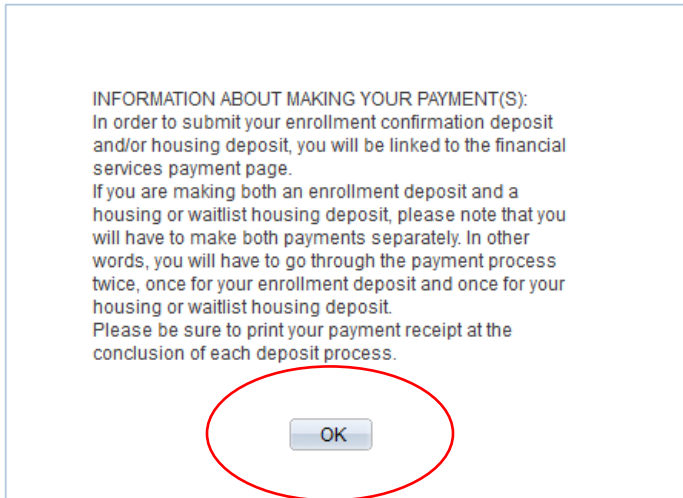 INFORMATION ABOUT MAKING YOUR PAYMENT(S):
In order to submit your enrollment confirmation deposit
and/or housing deposit, you will be linked to the financial
services payment page.
If you are making both an enrollment deposit and a
housing or waitlist housing deposit, please note that you
will have to make both payments separately. In other
words, you will have to go through the payment process
twice, once for your enrollment deposit and once for your
housing or waitlist housing deposit.
Please be sure to print your payment receipt at the
conclusion of each deposit process.
OK